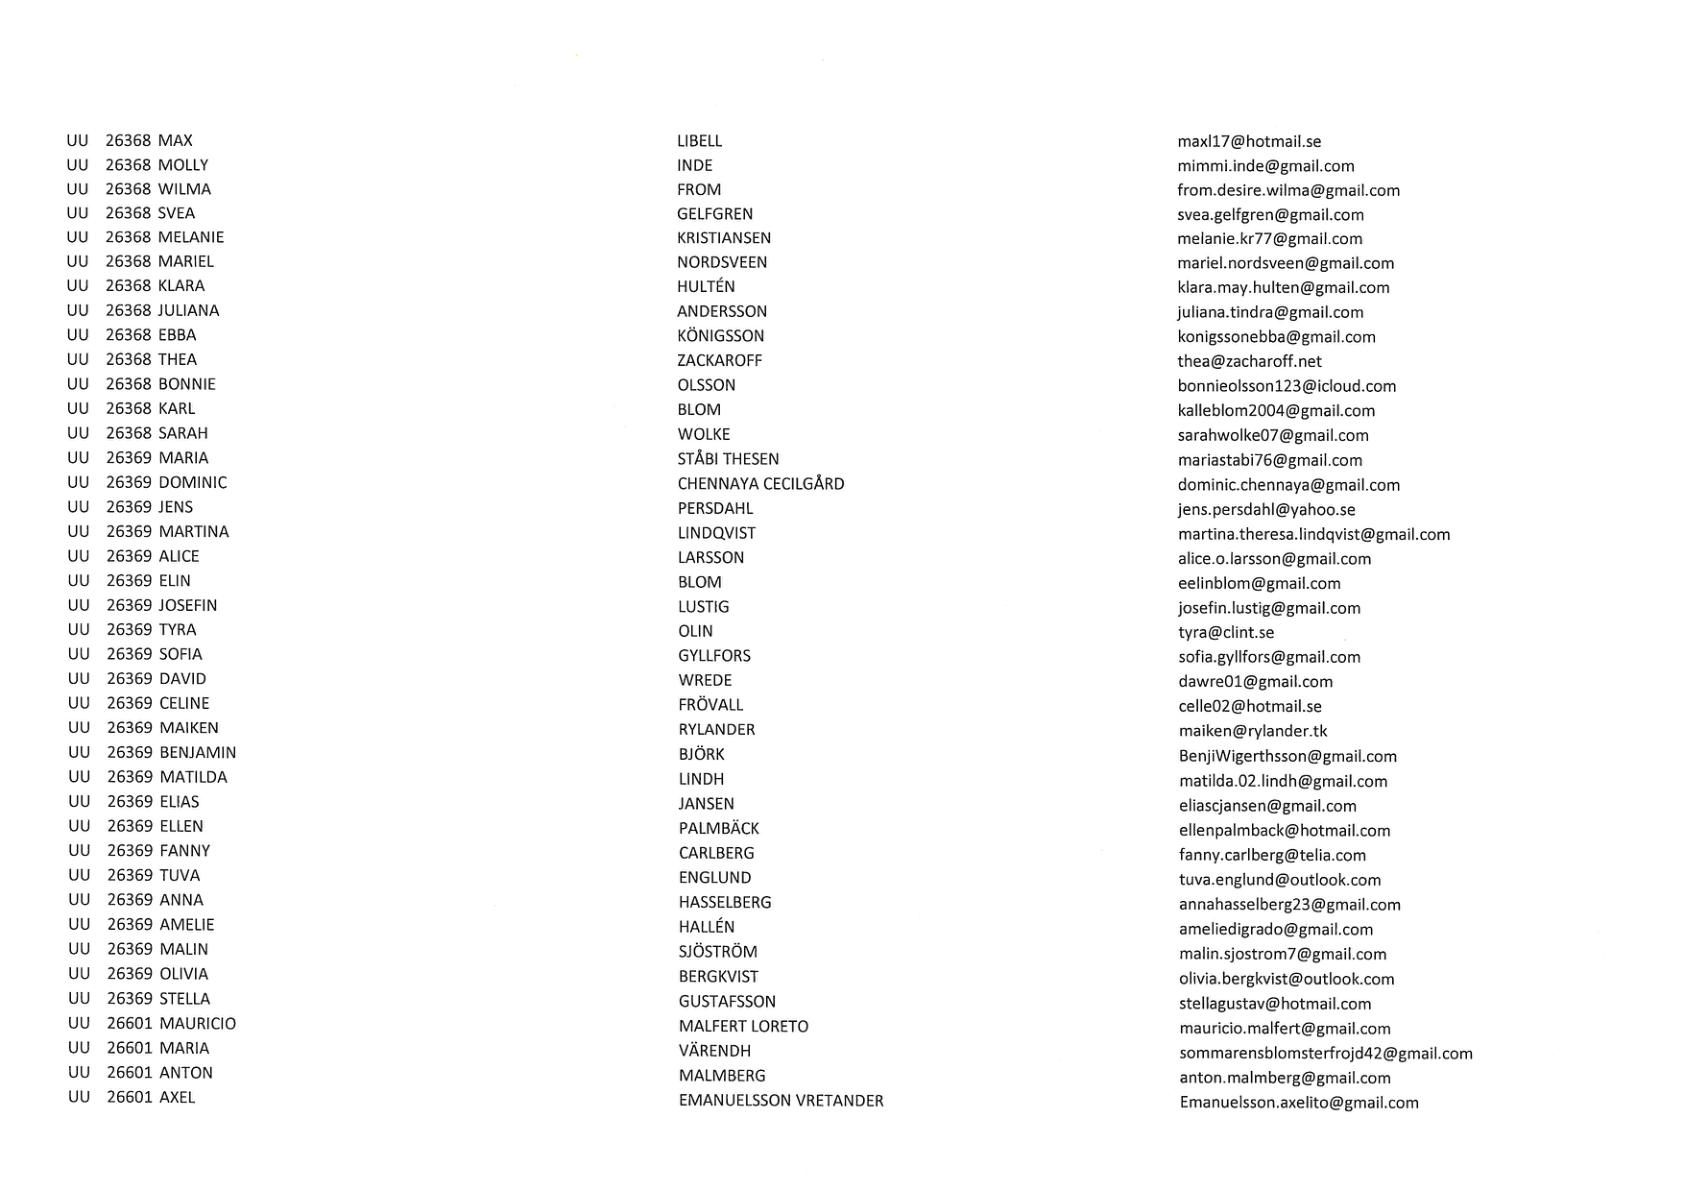 UU 26368 MAX LIBELL maxl17@hotmail.se
UU 26368 MOLLY INDE mimmi.inde@gmail.com
UU 26368 WILMA FROM from.desire.wilma@gmail.com
UU 26368 SVEA GELFGREN svea.gelfgren@gmail.com
UU 26368 MELANIE KRISTIANSEN melanie.kr77@gmail.com
UU 26368 MARIEL NORDSVEEN mariel.nordsveen@gmail.com
UU 26368 KLARA HULTÉN klara.may.hulten@gmail.com
UU 26368 JULIANA ANDERSSON juliana.tindra@gmail.com
UU 26368 EBBA KÖNIGSSON konigssonebba@gmail.com
UU 26368 THEA ZACKAROFF thea@zacharoff.net
UU 26368 BONNIE OLSSON bonnieolsson123@icloud.com
UU 26368 KARL BLOM kalleblom2004@gmail.com
UU 26368 SARAH WOLKE sarahwolke07@gmail.com
UU 26369 MARIA STÅBI THESEN mariastabi76@gmail.com
UU 26369 DOMINIC CHENNAYA CECILGÅRD dominic.chennaya@gmail.com
UU 26369 JENS PERSDAHL jens.persdahl@yahoo.se
UU 26369 MARTINA LINDQVIST martina.theresa.lindqvist@gmail.com
UU 26369 ALICE LARSSON alice.o.larsson@gmail.com
UU 26369 ELIN BLOM eelinblom@gmail.com
UU 26369 JOSEFIN LUSTIG josefin.lustig@gmail.com
UU 26369 TYRA OLIN tyra@clint.se
UU 26369 SOFIA GYLLFORS sofia.gyllfors@gmail.com
UU 26369 DAVID WREDE dawre01@gmail.com
UU 26369 CELINE FRÖVALL celle02@hotmail.se
UU 26369 MAIKEN RYLANDER maiken@rylander.tk
UU 26369 BENJAMIN BJÖRK BenjiWigerthsson@gmail.com
UU 26369 MATILDA LINDH matilda.02.lindh@gmail.com
UU 26369 ELIAS JANSEN eliascjansen@gmail.com
UU 26369 ELLEN PALMBÄCK ellenpalmback@hotmail.com
UU 26369 FANNY CARLBERG fanny.carlberg@telia.com
UU 26369 TUVA ENGLUND tuva.englund@outlook.com
UU 26369 ANNA HASSELBERG annahasselberg23@gmail.com
UU 26369 AMELIE HALLÉN ameliedigrado@gmail.com
UU 26369 MALIN SJÖSTRÖM malin.sjostrom7@gmail.com
UU 26369 OLIVIA BERGKVIST olivia.bergkvist@outlook.com
UU 26369 STELLA GUSTAFSSON stellagustav@hotmail.com
UU 26601 MAURICIO MALFERT LORETO mauricio.malfert@gmail.com
UU 26601 MARIA VÄRENDH sommarensblomsterfrojd42@gmail.com
UU 26601 ANTON MALMBERG anton.malmberg@gmail.com
UU 26601 AXEL EMANUELSSON VRETANDER Emanuelsson.axelito@gmail.com